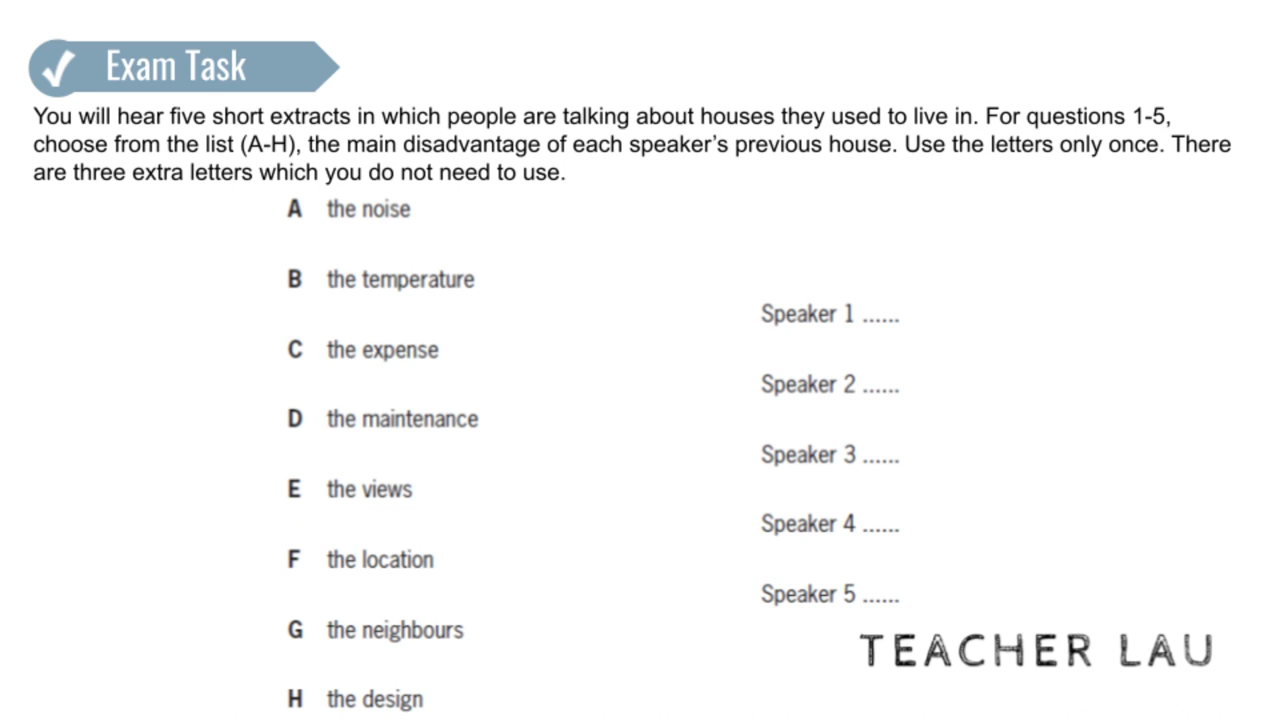 Exam Task
You will hear five short extracts in which people are talking about houses they used to live in. For questions 1-5,
choose from the list (A-H), the main disadvantage of each speaker's previous house. Use the letters only once. There
are three extra letters which you do not need to use.
A the noise
B the temperature
C the expense
D the maintenance
E the views
F the location
G the neighbours
H the design
Speaker 1 ......
Speaker 2 ......
Speaker 3 ......
Speaker 4 ......
Speaker 5 ......
TEACHER LAU